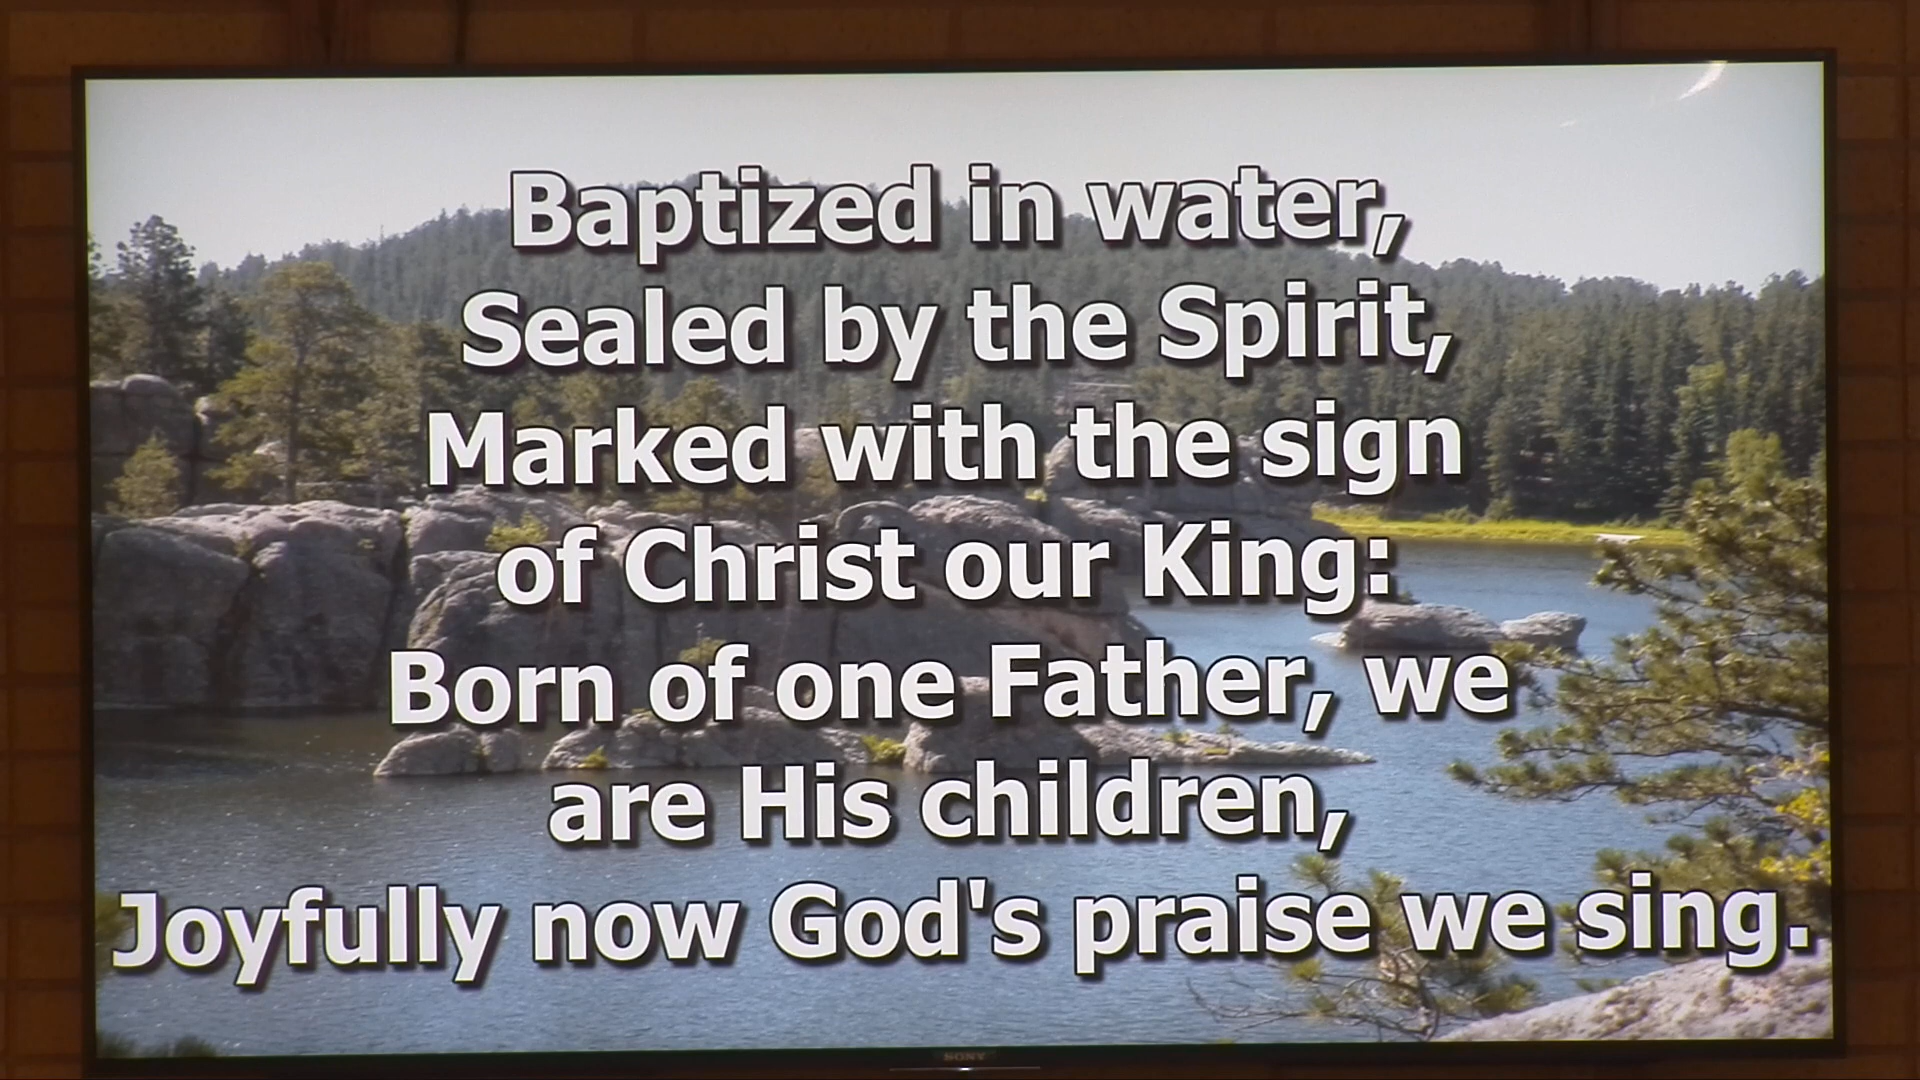 Baptized in water,
Sealed by the Spirit,
Marked with the sign
of Christ our King:
Born of one Father, we
are His children,
Joyfully now God's praise we sing.
SONY